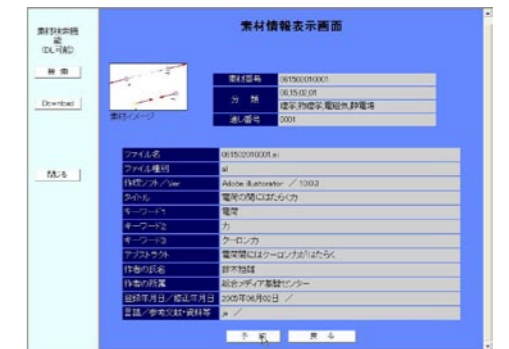 素材情報表示画面
素材検索機
能
(DL可能)
検 索
Download
閉じる
素材イメージ
素材番号 061502010001
分 類 06,15,02,01
理学,物理学,電磁気,静電場
通し番号 0001
ファイル名 061502010001.ai
ファイル種別 ai
作成ソフト/Ver Adobe illustorator / 10.0.3
タイトル 電荷の間にはたらく力
キーワード1 電荷
キーワード2 力
キーワード3 クーロン力
アブストラクト 電荷間にはクーロン力がはたらく
作者の氏名
作者の所属 総合メディア基盤センター
登録年月日/修正年月日 2005年06月02日 /
言語/参考文献・資料等 ja /
予 約
戻 る